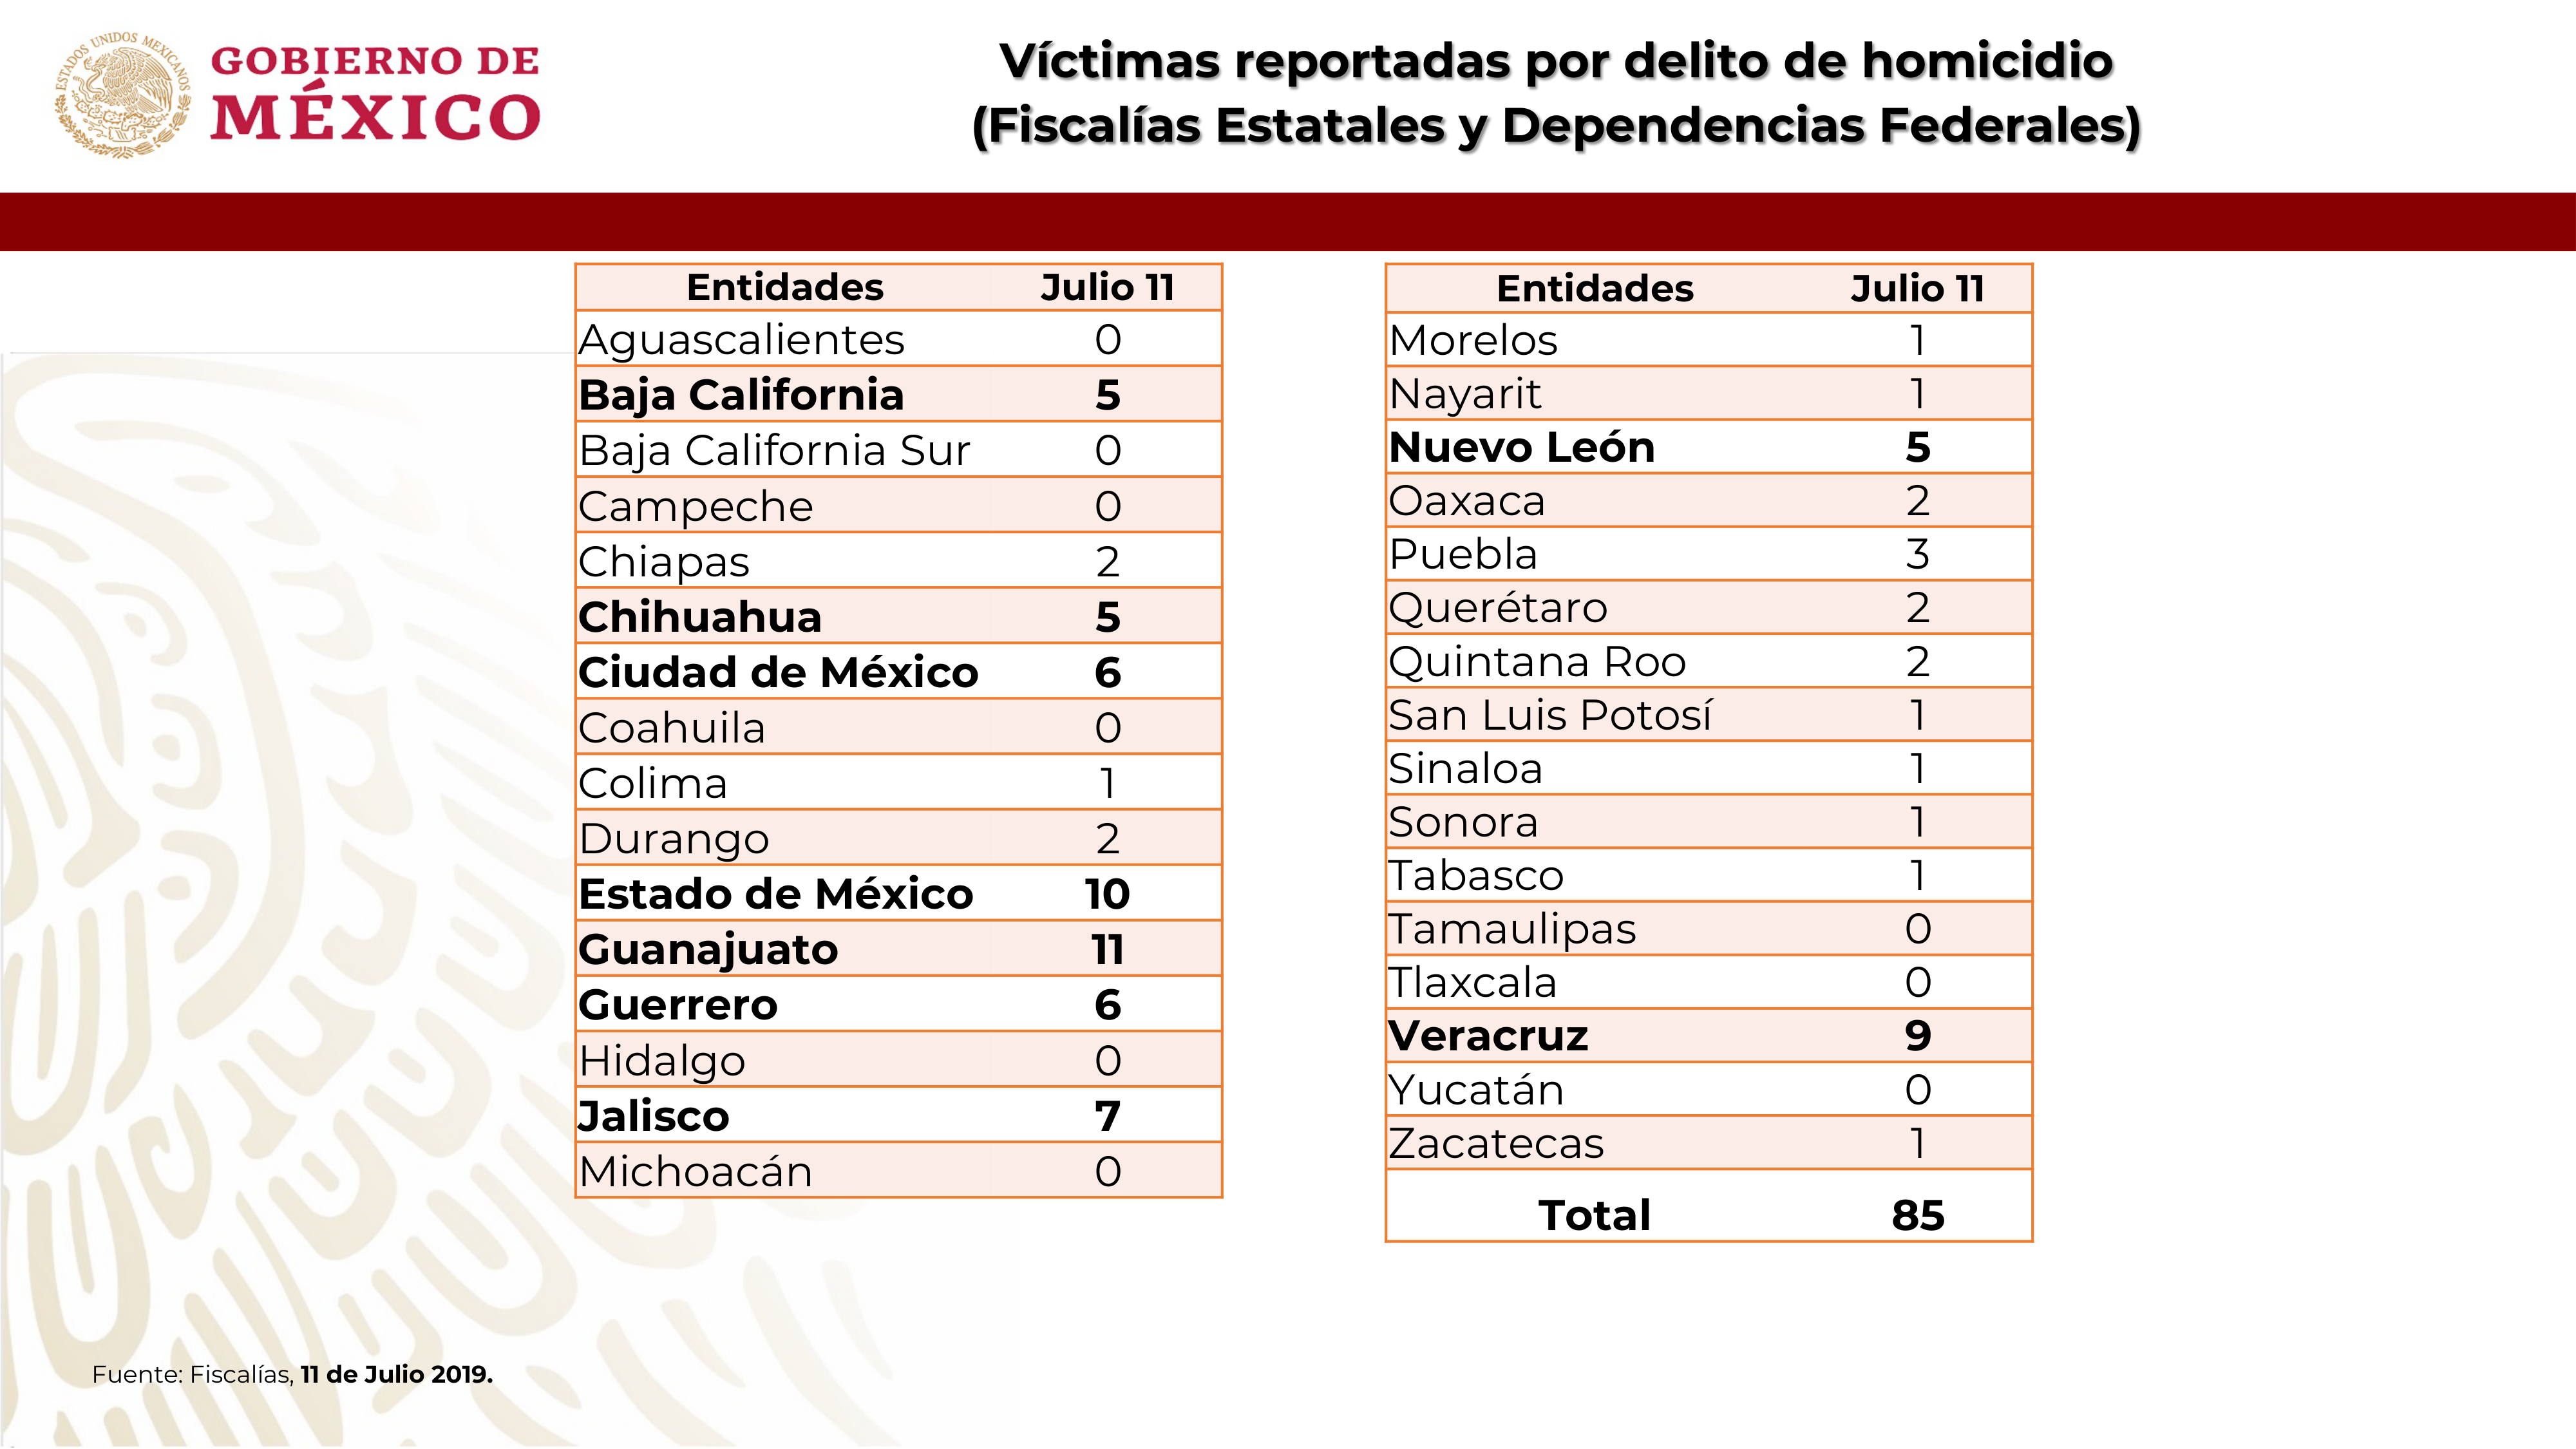 ESTADOS UNIDOS MEXICANOS
GOBIERNO DE
MÉXICO
Víctimas reportadas por delito de homicidio
(Fiscalías Estatales y Dependencias Federales)
Entidades Julio 11
Aguascalientes 0
Baja California 5
Baja California Sur 0
Campeche 0
Chiapas 2
Chihuahua 5
Ciudad de México 6
Coahuila 0
Colima 1
Durango 2
Estado de México 10
Guanajuato 11
Guerrero 6
Hidalgo 0
Jalisco 7
Michoacán 0
Entidades Julio 11
Morelos 1
Nayarit 1
Nuevo León 5
Oaxaca 2
Puebla 3
Querétaro 2
Quintana Roo 2
San Luis Potosí 1
Sinaloa 1
Sonora 1
Tabasco 1
Tamaulipas 0
Tlaxcala 0
Veracruz 9
Yucatán 0
Zacatecas 1
Total 85
Fuente: Fiscalías, 11 de Julio 2019.